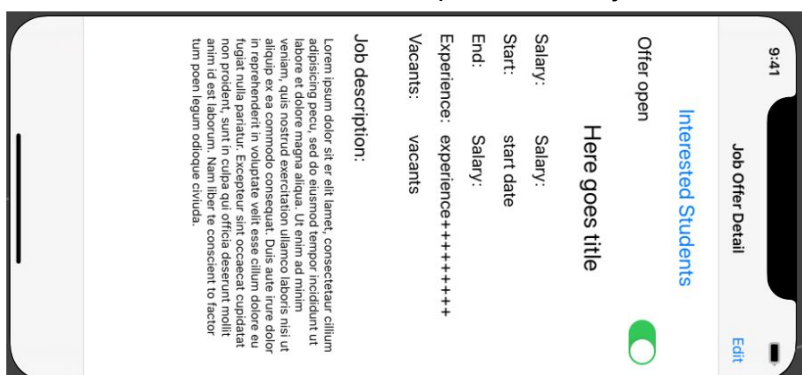 9:41
Job Offer Detail
Edit
Interested Students
Offer open
Here goes title
Salary: Salary:
Start: start date
End: Salary:
Experience: experience++++++++++
Vacants: vacants
Job description:
Lorem ipsum dolor sit er elit lamet, consectetaur cillium
adipisicing pecu, sed do eiusmod tempor incididunt ut
labore et dolore magna aliqua. Ut enim ad minim
veniam, quis nostrud exercitation ullamco laboris nisi ut
aliquip ex ea commodo consequat. Duis aute irure dolor
in reprehenderit in voluptate velit esse cillum dolore eu
fugiat nulla pariatur. Excepteur sint occaecat cupidatat
non proident, sunt in culpa qui officia deserunt mollit
anim id est laborum. Nam liber te conscient to factor
tum poen legum odioque civiuda.